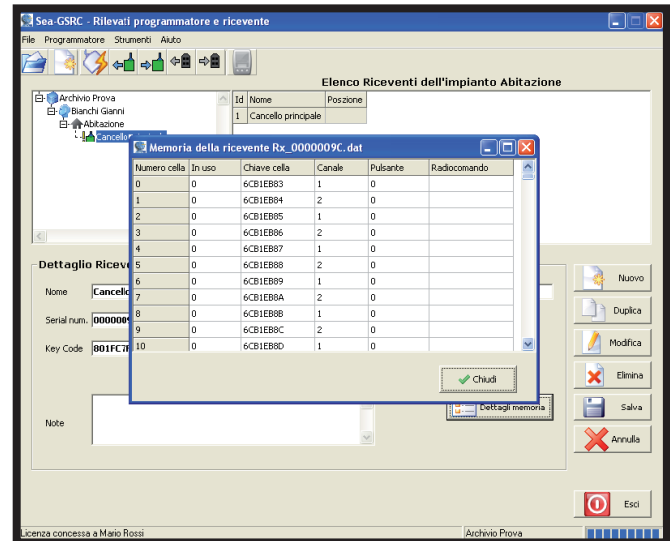 Sea-GSRC - Rilevati programmatore e ricevente
File Programmatore Strumenti Aiuto
Elenco Riceventi dell'impianto Abitazione
Archivio Prova
Bianchi Gianni
Abitazione
Id Nome Poszione
1 Cancello principale
Memoria della ricevente Rx_0000009C.dat
Numero cella In uso Chiave cella Canale Pulsante Radiocomando
0 0 6CB1EB83 1 0
1 0 6CB1EB84 2 0
2 0 6CB1EB85 1 0
3 0 6CB1EB86 2 0
4 0 6CB1EB87 1 0
5 0 6CB1EB88 2 0
6 0 6CB1EB89 1 0
7 0 6CB1EB8A 2 0
8 0 6CB1EB8B 1 0
9 0 6CB1EB8C 2 0
10 0 6CB1EB8D 1 0
Chiudi
Dettaglio
Nome
Serial num.
Key Code
Note
Dettagli memoria
Nuovo
Duplica
Modifica
Elimina
Salva
Annulla
Esci
Licenza concessa a Mario Rossi
Archivio Prova